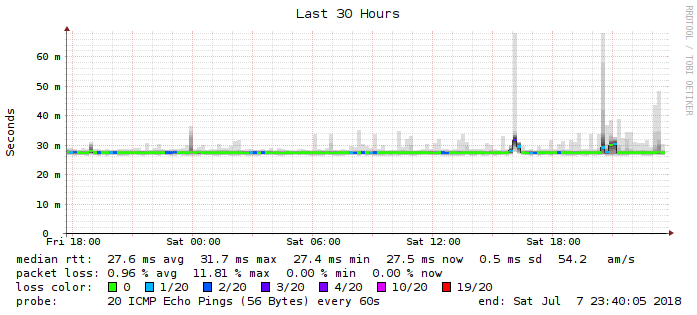 Last 30 Hours
RRDTOOL / TOBI OETIKER
Seconds
60 m
50 m
40 m
30 m
20 m
10 m
0
Fri 18:00 Sat 00:00 Sat 06:00 Sat 12:00 Sat 18:00
median rtt: 27.6 ms avg 31.7 ms max 27.4 ms min 27.5 ms now 0.5 ms sd 54.2 am/s
packet loss: 0.96 % avg 11.81 % max 0.00 % min 0.00 % now
loss color: 0 1/20 2/20 3/20 4/20 10/20 19/20
probe: 20 ICMP Echo Pings (56 Bytes) every 60s end: Sat Jul 7 23:40:05 2018